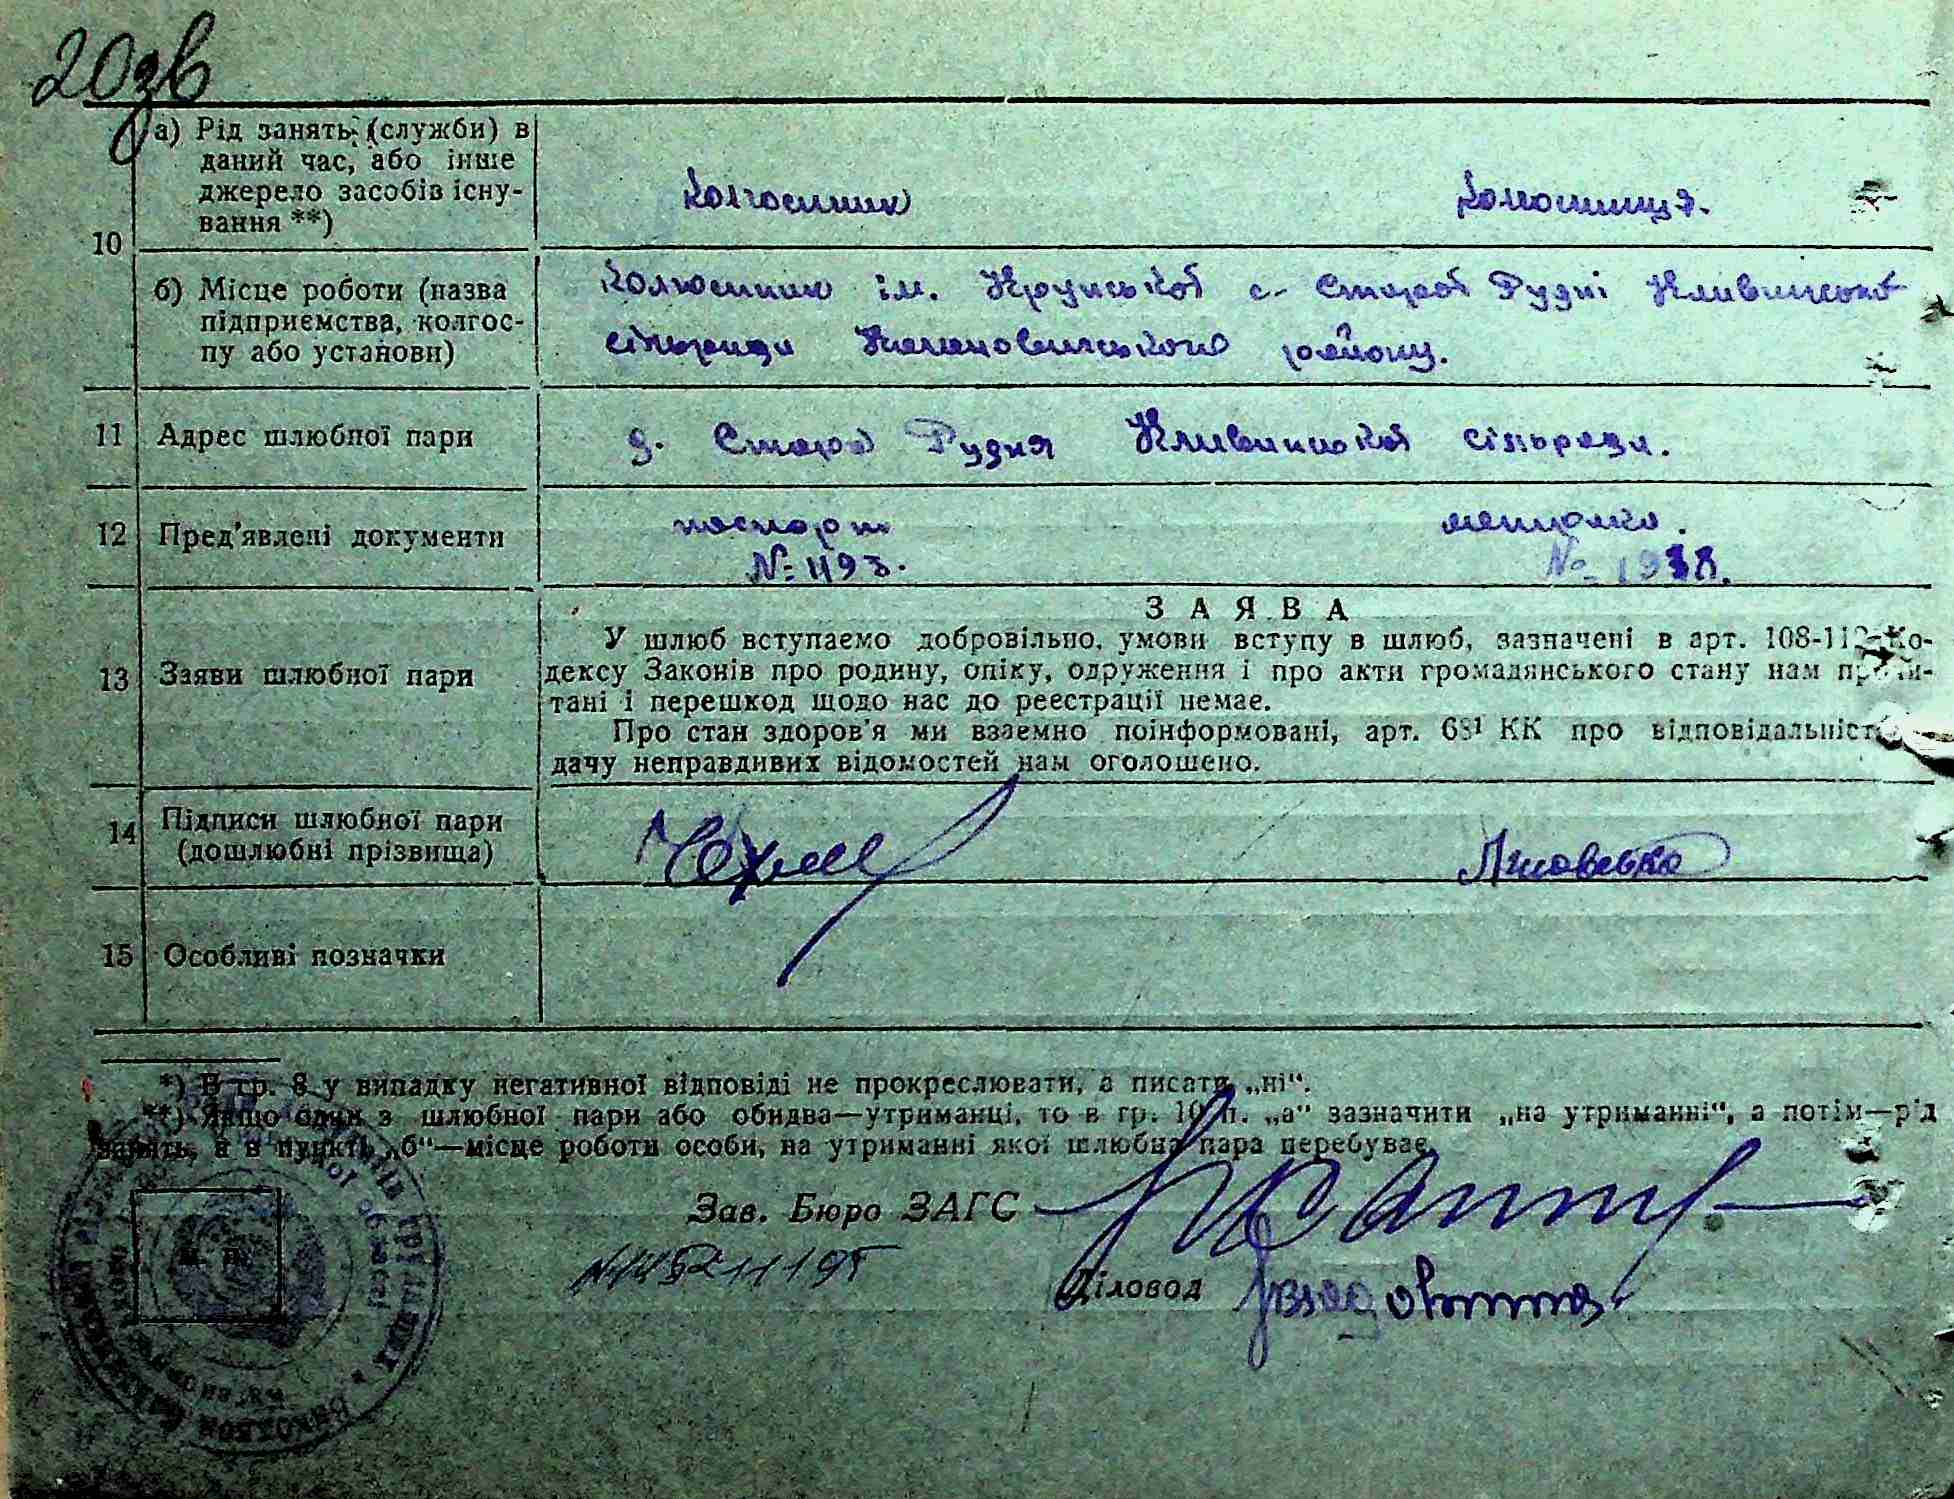 20зв
а) Рід занять (служби) в
даний час, або інше
джерело засобів існу-
вання **)
колгоспник колгоспниця.
10
б) Місце роботи (назва
підприємства, колгос-
пу або установи)
колгоспник ім. Крупської с. Старої Рудні Кливинської
сільради район
11 Адрес шлюбної пари
д. Стара Рудня Кливинської сільради.
12 Пред'явлені документи
паспорт метрика.
№ 1193. № 1938.
З А Я В А
13 Заяви шлюбної пари
У шлюб вступаємо добровільно, умови вступу в шлюб, зазначені в арт. 108-112 Ко-
дексу Законів про родину, опіку, одруження і про акти громадянського стану нам
тані і перешкод щодо нас до реєстрації немає.
Про стан здоров'я ми взаємно поінформовані, арт. 68¹ КК про відповідальність
дачу неправдивих відомостей нам оголошено.
14 Підписи шлюбної пари
(дошлюбні прізвища)
15 Особливі позначки
*) В гр. 8 у випадку негативної відповіді не прокреслювати, а писати „ні“.
**) Якщо один з шлюбної пари або обидва—утриманці, то в гр. 10 п. „а“ зазначити „на утриманні“, а потім—рід
занять, а в пункті „б“—місце роботи особи, на утриманні якої шлюбна пара перебуває.
Зав. Бюро ЗАГС
Діловод